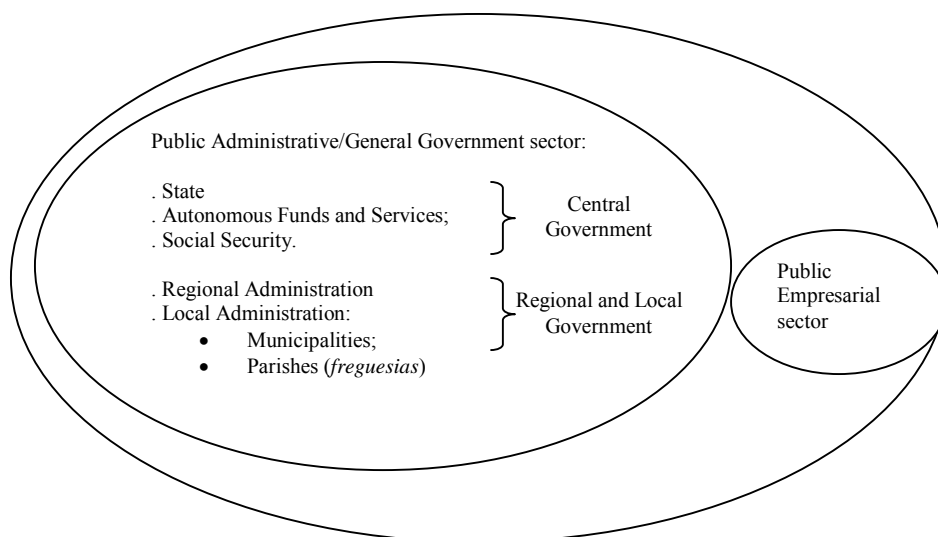 Public Administrative/General Government sector:
. State
. Autonomous Funds and Services;
. Social Security.
Central
Government
. Regional Administration
. Local Administration:
• Municipalities;
• Parishes (freguesias)
Regional and Local
Government
Public
Empresarial
sector